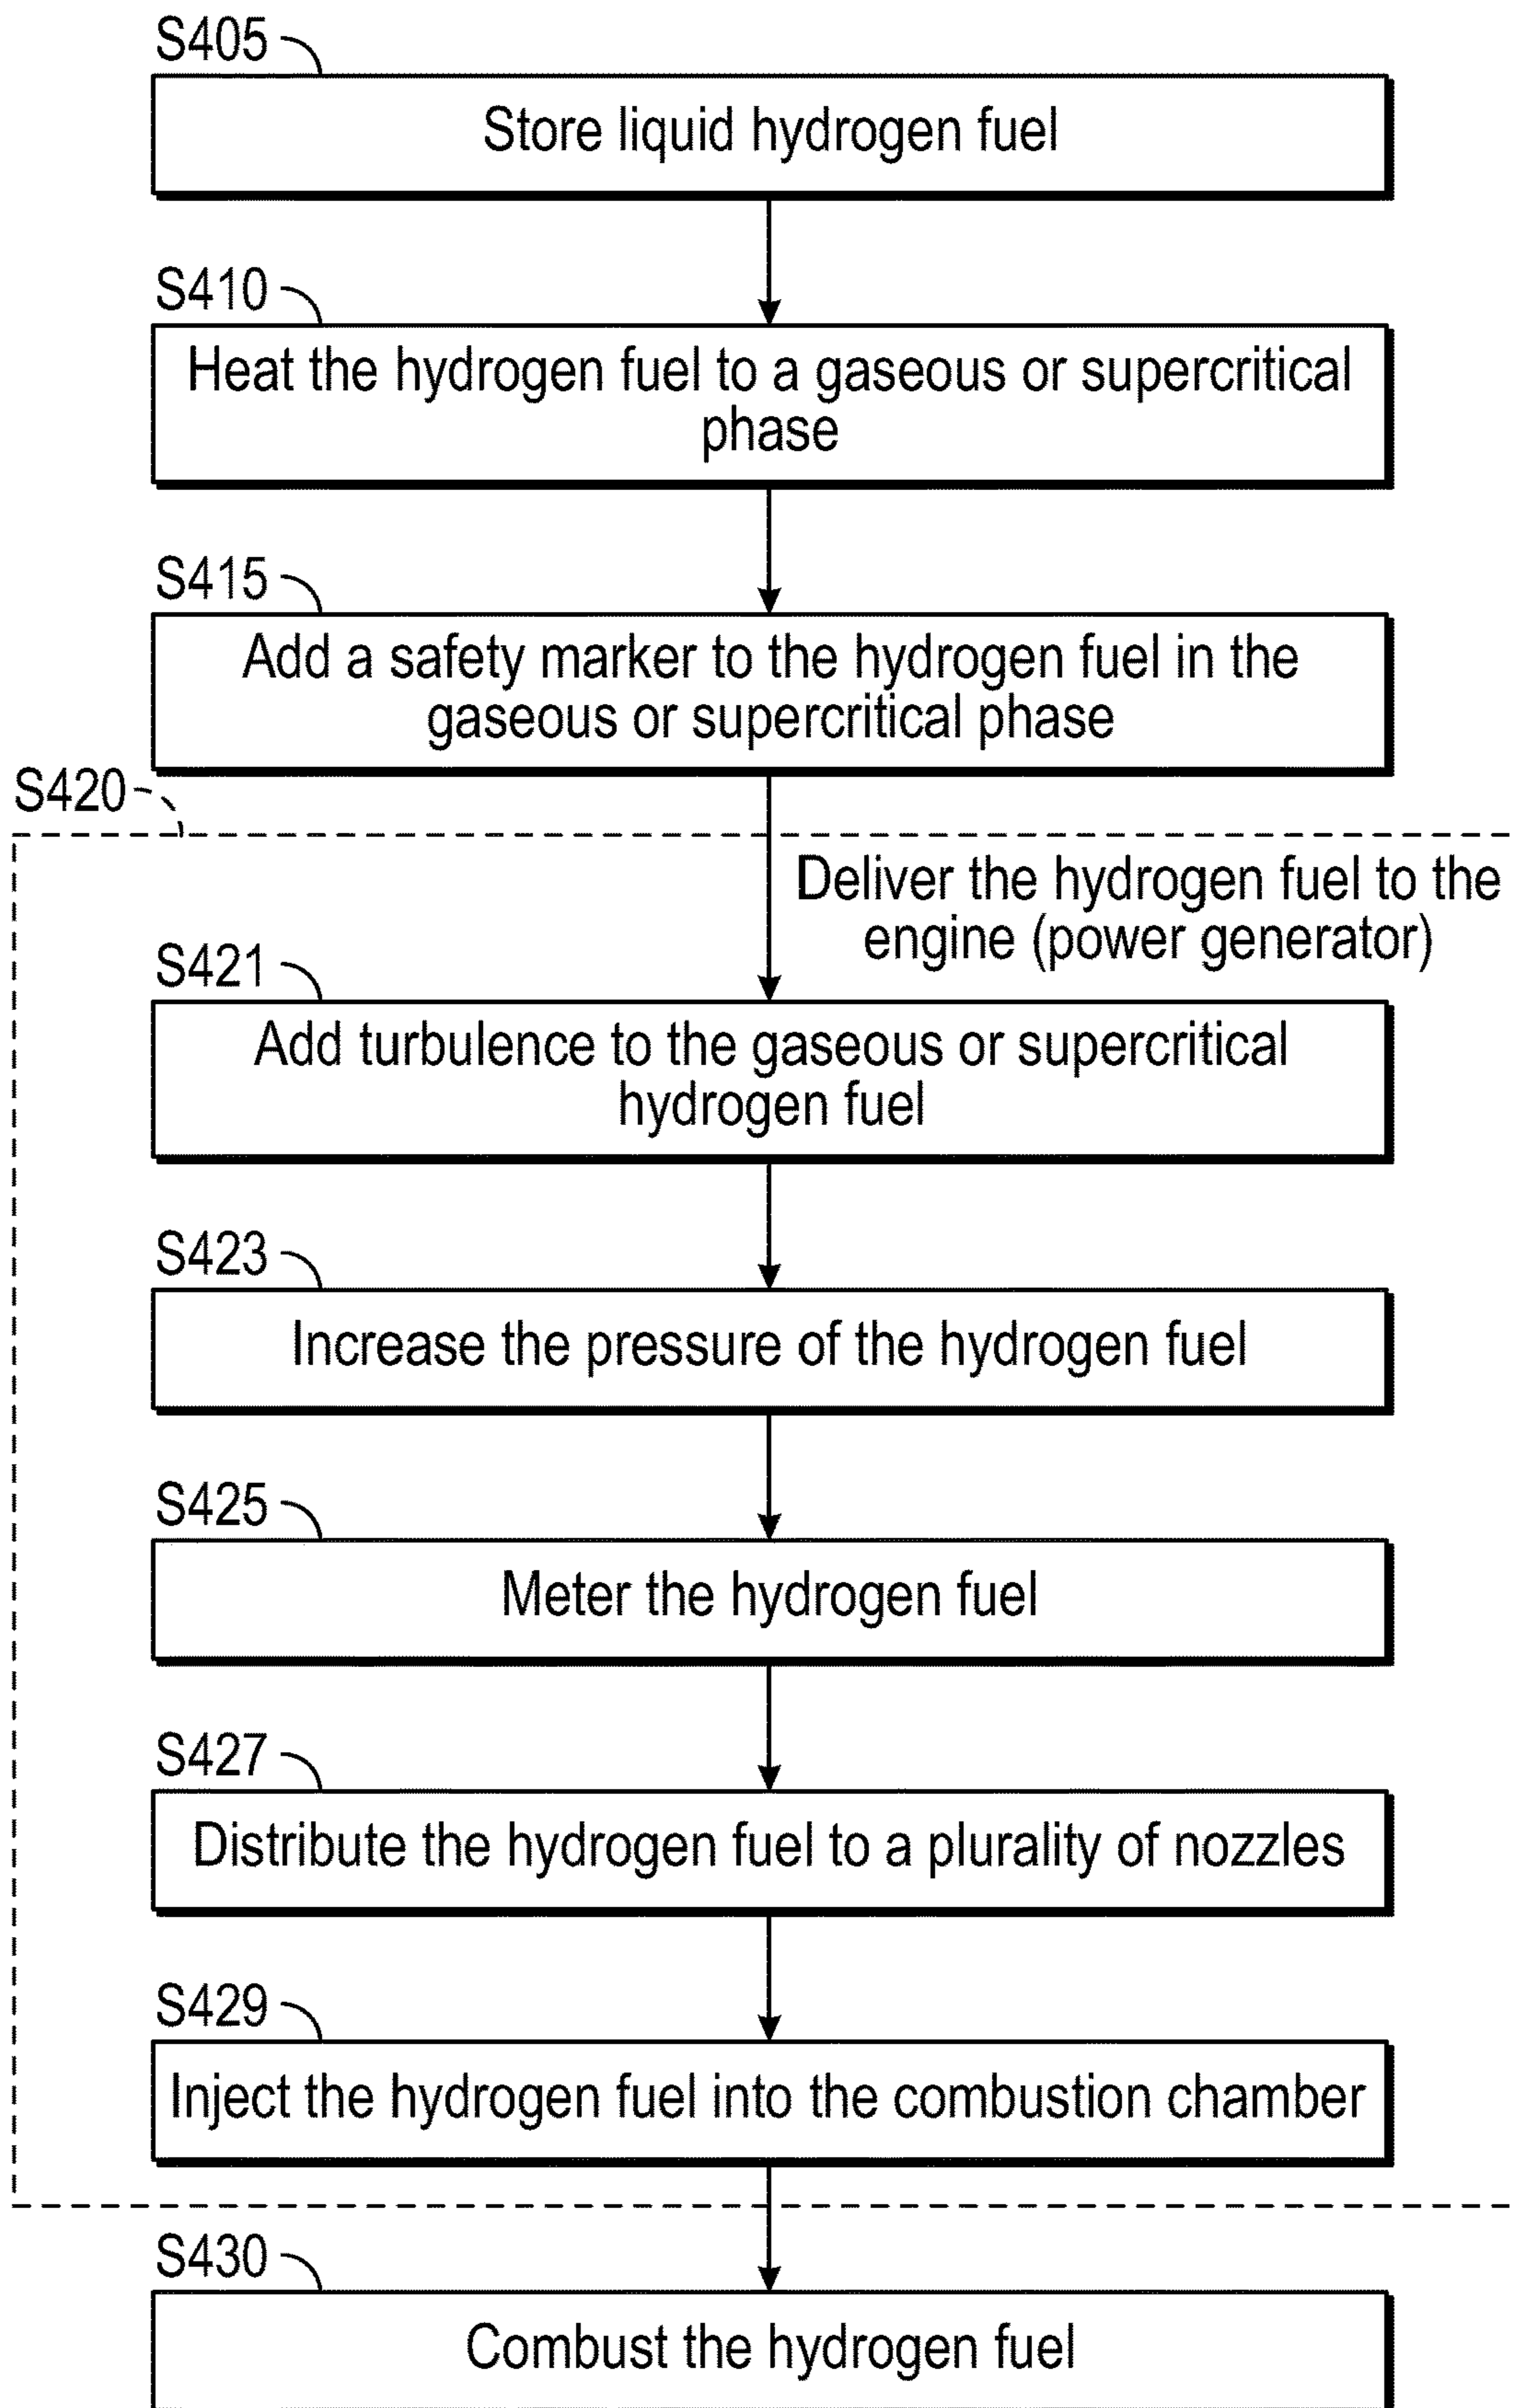 S405
Store liquid hydrogen fuel
S410
Heat the hydrogen fuel to a gaseous or supercritical
phase
S415
Add a safety marker to the hydrogen fuel in the
gaseous or supercritical phase
S420
Deliver the hydrogen fuel to the
engine (power generator)
S421
Add turbulence to the gaseous or supercritical
hydrogen fuel
S423
Increase the pressure of the hydrogen fuel
S425
Meter the hydrogen fuel
S427
Distribute the hydrogen fuel to a plurality of nozzles
S429
Inject the hydrogen fuel into the combustion chamber
S430
Combust the hydrogen fuel